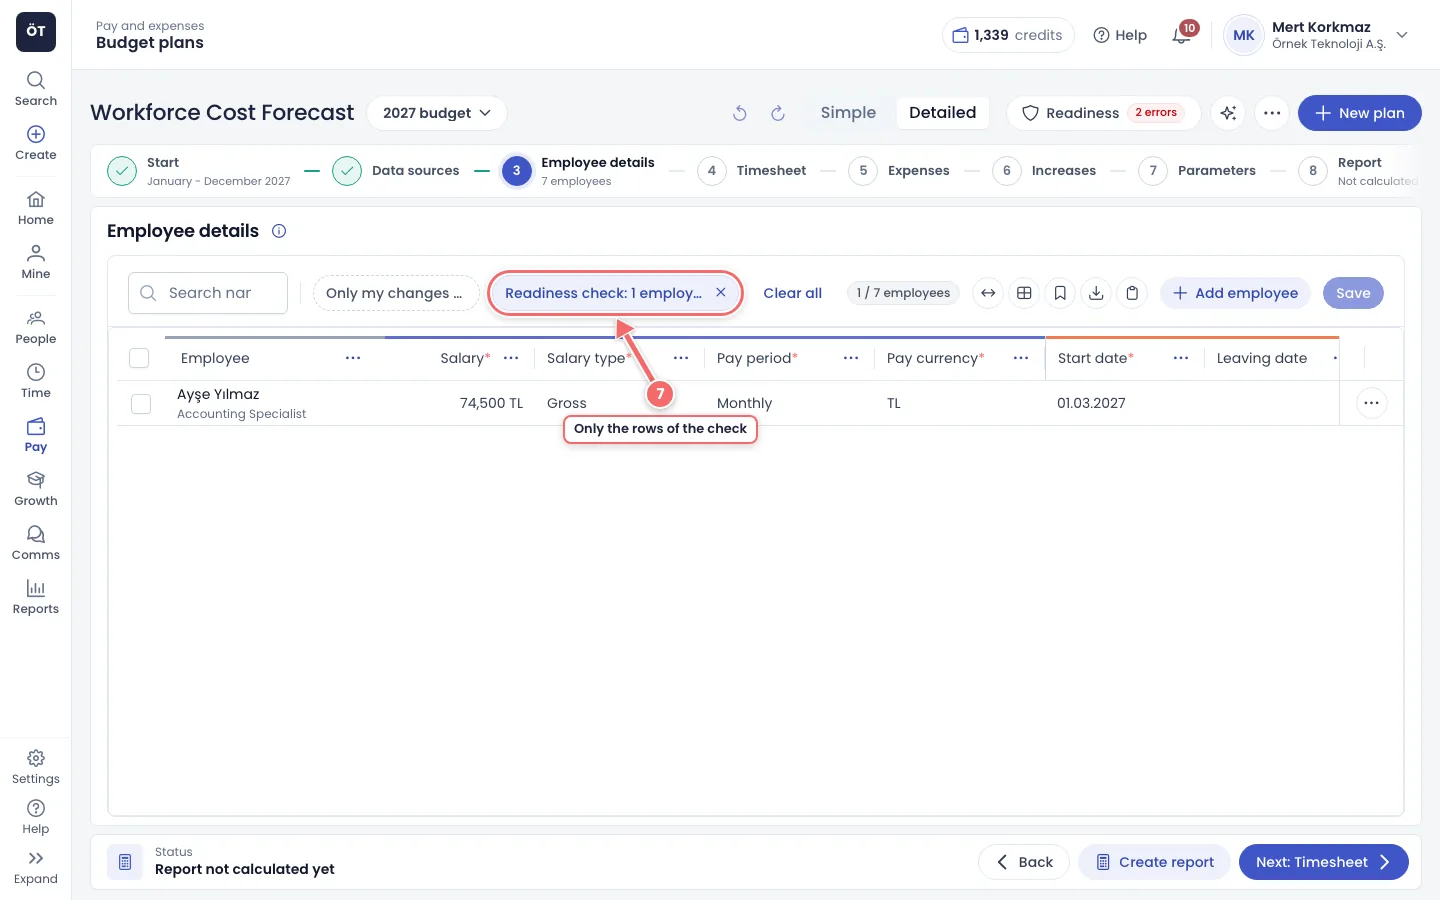 ÖT
Search
Create
Home
Mine
People
Time
Pay
Growth
Comms
Reports
Settings
Help
Expand
Pay and expenses
Budget plans
1,339 credits
Help
10
MK
Mert Korkmaz
Örnek Teknoloji A.Ş.
Workforce Cost Forecast
2027 budget
Simple
Detailed
Readiness
2 errors
New plan
Start
January - December 2027
Data sources
3
Employee details
7 employees
4
Timesheet
5
Expenses
6
Increases
7
Parameters
8
Report
Not calculated
Employee details
Search nar
Only my changes ...
Readiness check: 1 employ...
Clear all
1 / 7 employees
Add employee
Save
Employee
Salary*
Salary type*
Pay period*
Pay currency*
Start date*
Leaving date
Ayşe Yılmaz
Accounting Specialist
74,500 TL
Gross
Monthly
TL
01.03.2027
7
Only the rows of the check
Status
Report not calculated yet
Back
Create report
Next: Timesheet